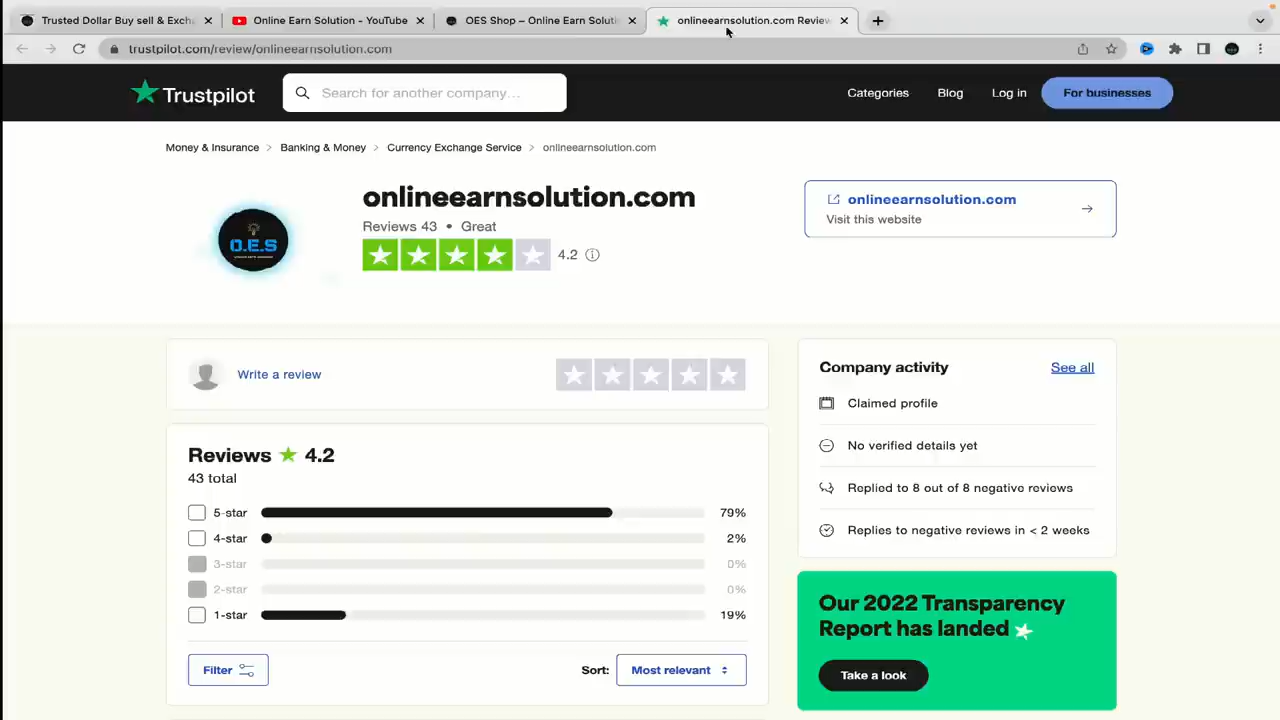 Trusted Dollar Buy sell & Exch
Online Earn Solution - YouTube
OES Shop – Online Earn Soluti
onlineearnsolution.com Review
trustpilot.com/review/onlineearnsolution.com
Trustpilot
Search for another company…
Categories
Blog
Log in
For businesses
Money & Insurance > Banking & Money > Currency Exchange Service > onlineearnsolution.com
O.E.S
onlineearnsolution.com
Reviews 43 • Great
4.2
onlineearnsolution.com
Visit this website
Write a review
Company activity
See all
Claimed profile
No verified details yet
Replied to 8 out of 8 negative reviews
Replies to negative reviews in < 2 weeks
Reviews ★ 4.2
43 total
5-star 79%
4-star 2%
3-star 0%
2-star 0%
1-star 19%
Filter
Sort: Most relevant
Our 2022 Transparency
Report has landed
Take a look